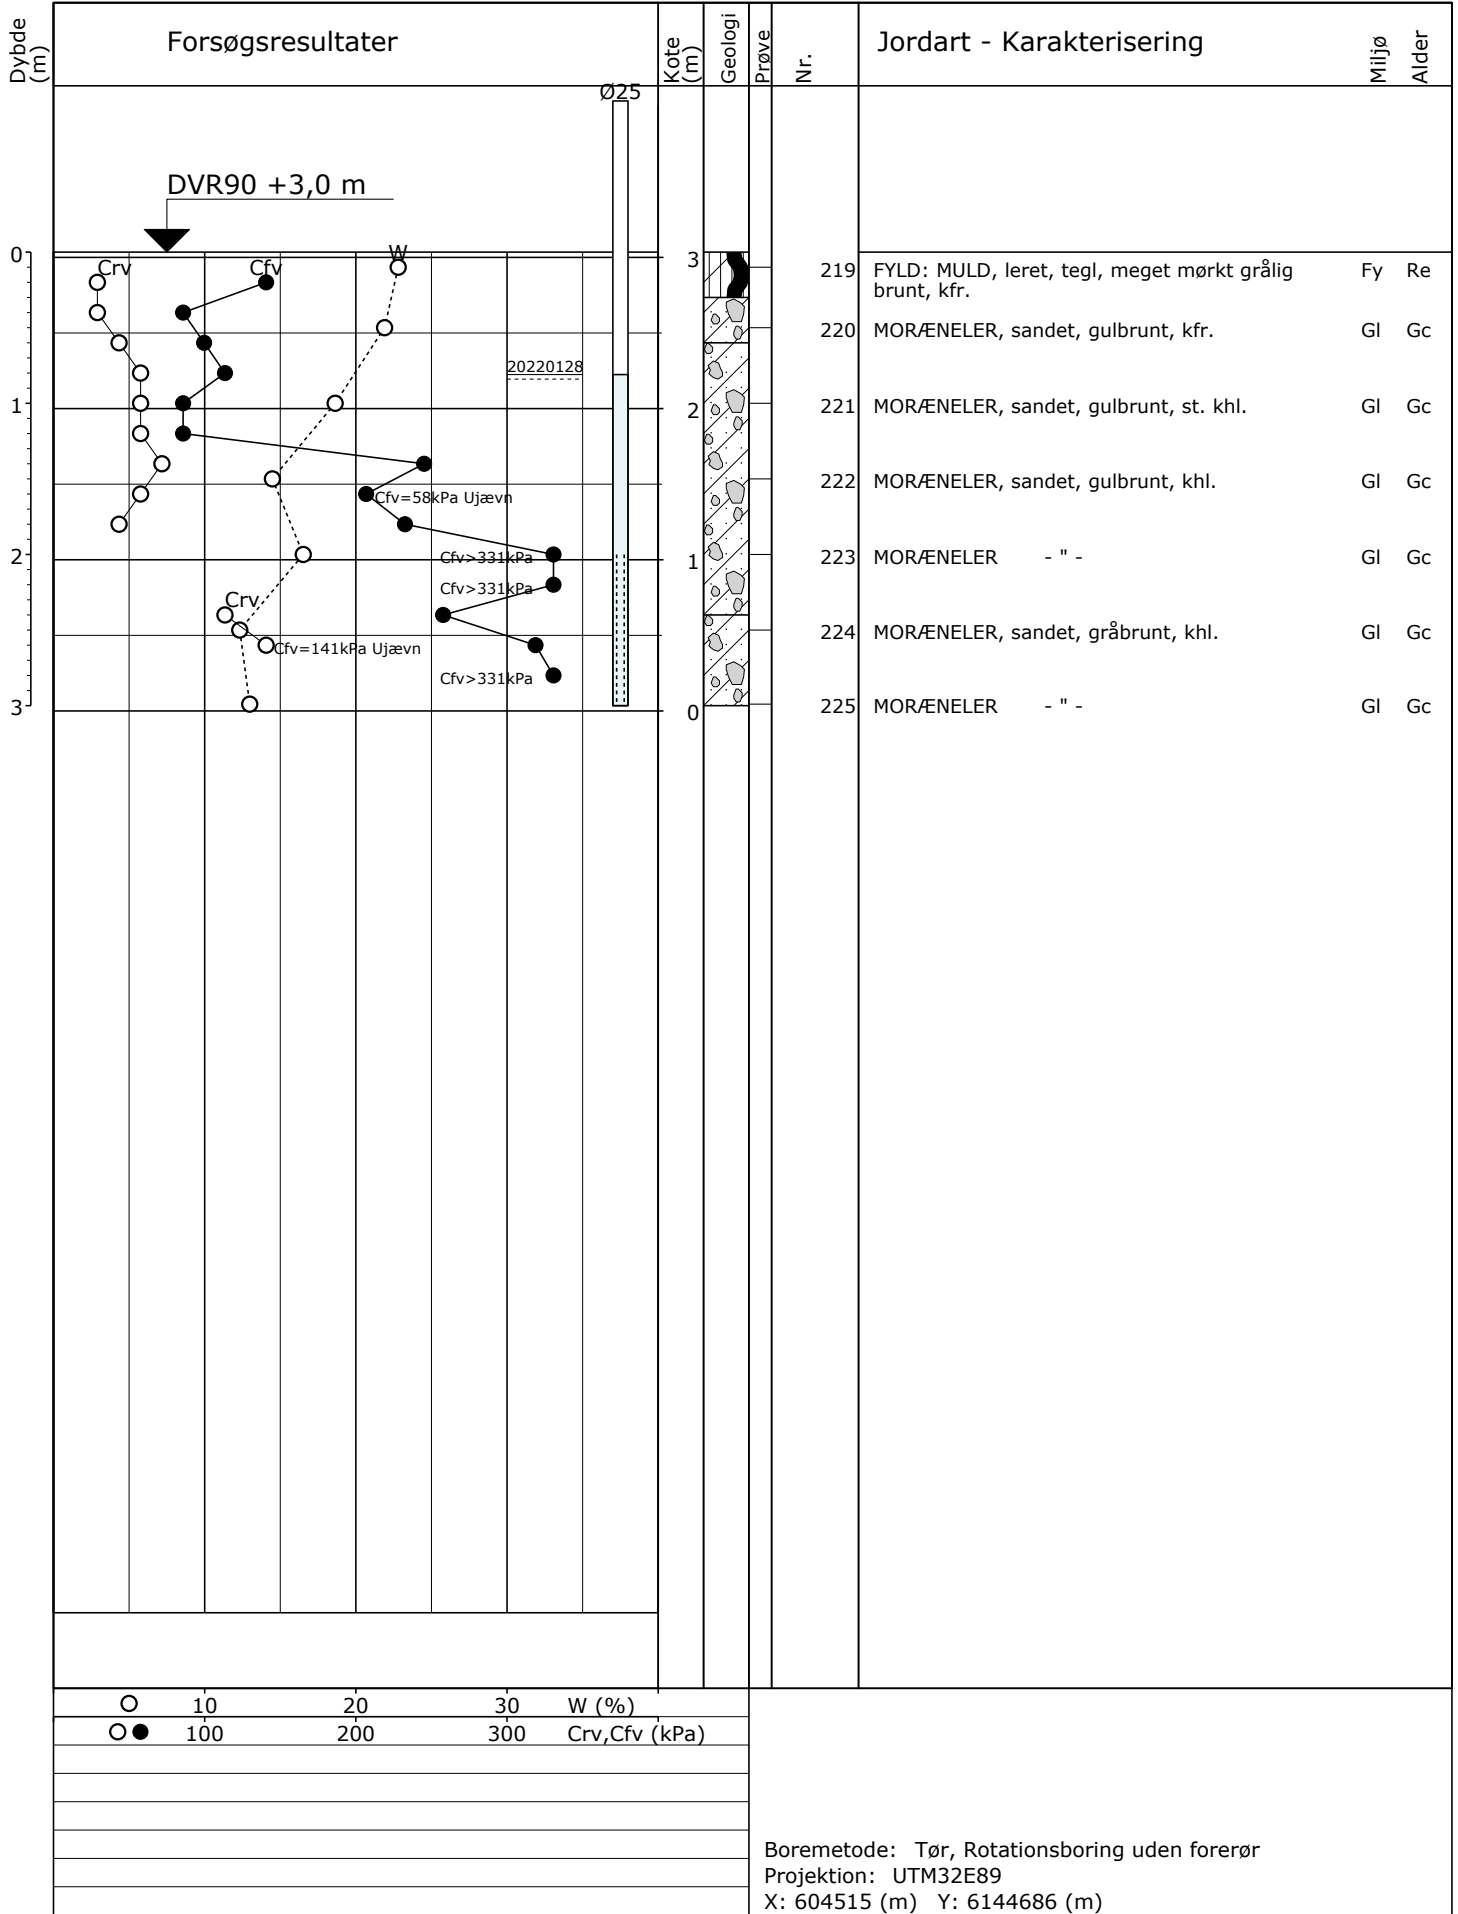 Dybde
(m)
Forsøgsresultater
Kote
(m)
Geologi
Prøve
Nr.
Jordart - Karakterisering
Miljø
Alder
Ø25
DVR90 +3,0 m
0
Crv
Cfv
W
3
219 FYLD: MULD, leret, tegl, meget mørkt grålig Fy Re
brunt, kfr.
220 MORÆNELER, sandet, gulbrunt, kfr. Gl Gc
20220128
1
2
221 MORÆNELER, sandet, gulbrunt, st. khl. Gl Gc
222 MORÆNELER, sandet, gulbrunt, khl. Gl Gc
Cfv=58kPa Ujævn
2
Cfv>331kPa
1
223 MORÆNELER - " - Gl Gc
Cfv>331kPa
Crv
224 MORÆNELER, sandet, gråbrunt, khl. Gl Gc
Cfv=141kPa Ujævn
Cfv>331kPa
3
0
225 MORÆNELER - " - Gl Gc
10 20 30 W (%)
100 200 300 Crv,Cfv (kPa)
Boremetode: Tør, Rotationsboring uden forerør
Projektion: UTM32E89
X: 604515 (m) Y: 6144686 (m)